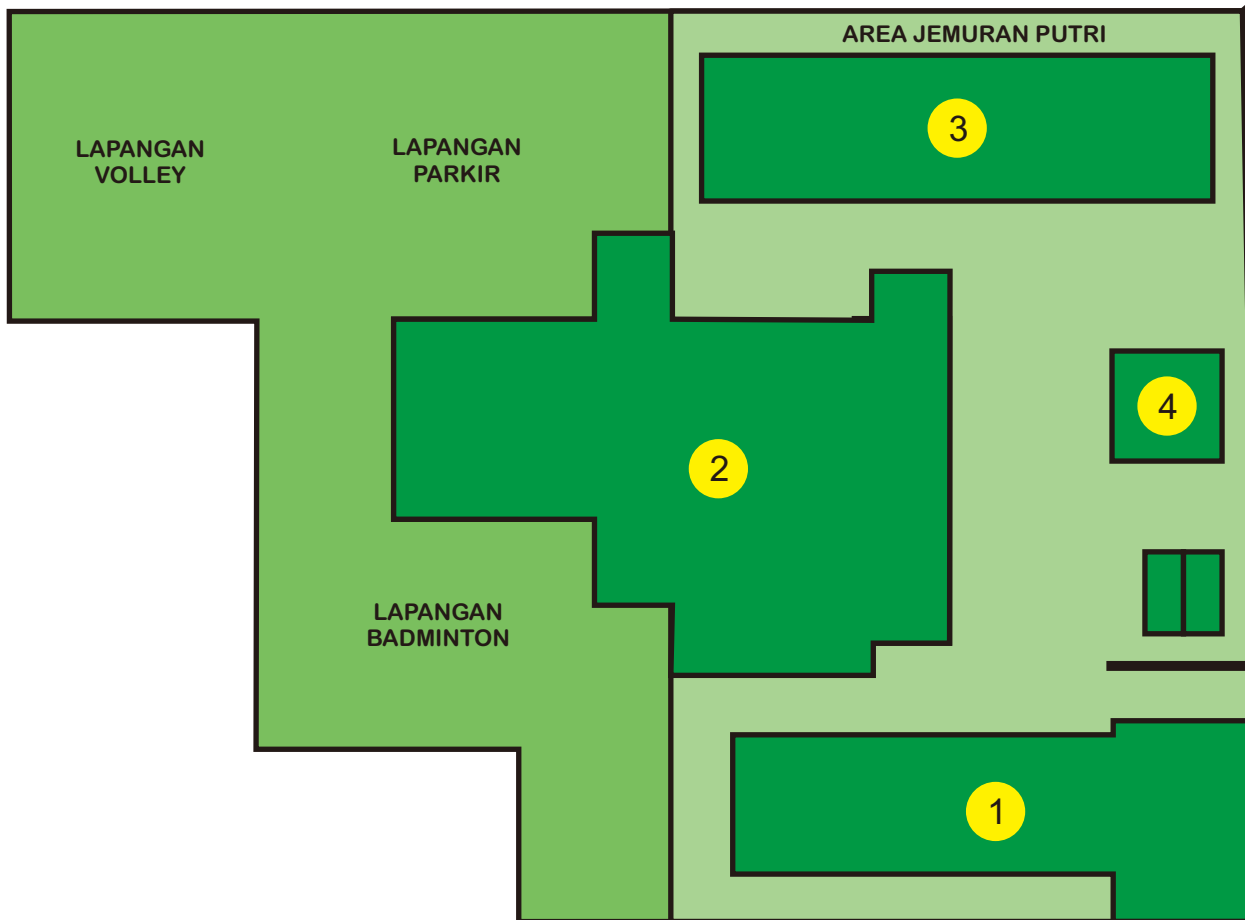 AREA JEMURAN PUTRI
3
LAPANGAN
VOLLEY
LAPANGAN
PARKIR
4
2
LAPANGAN
BADMINTON
1